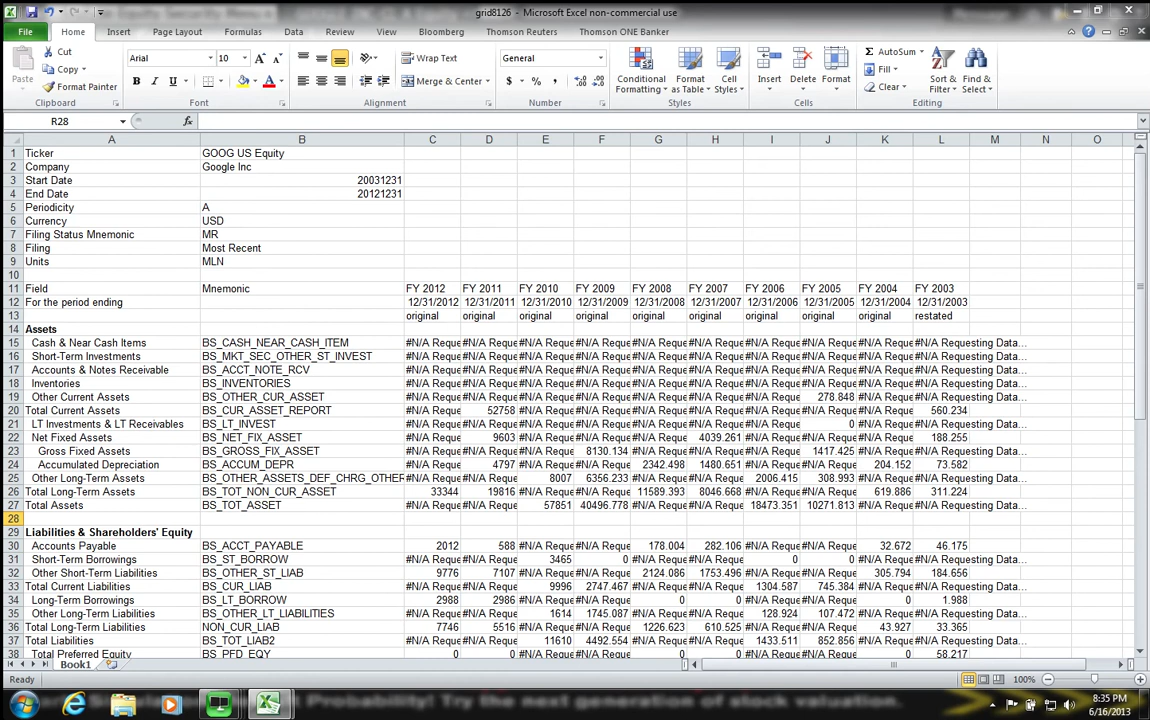 grid8126 - Microsoft Excel non-commercial use
File Home Insert Page Layout Formulas Data Review View Bloomberg Thomson Reuters Thomson ONE Banker
Cut
Copy
Format Painter
Paste
Clipboard
Arial 10
B I U
Font
Wrap Text
Merge & Center
Alignment
General
$ % ,
Number
Conditional Formatting
Format as Table
Cell Styles
Styles
Insert Delete Format
Cells
AutoSum
Fill
Clear
Sort & Filter
Find & Select
Editing
R28 fx
A B C D E F G H I J K L M N O
1 Ticker GOOG US Equity
2 Company Google Inc
3 Start Date 20031231
4 End Date 20121231
5 Periodicity A
6 Currency USD
7 Filing Status Mnemonic MR
8 Filing Most Recent
9 Units MLN
10
11 Field Mnemonic FY 2012 FY 2011 FY 2010 FY 2009 FY 2008 FY 2007 FY 2006 FY 2005 FY 2004 FY 2003
12 For the period ending 12/31/2012 12/31/2011 12/31/2010 12/31/2009 12/31/2008 12/31/2007 12/31/2006 12/31/2005 12/31/2004 12/31/2003
13 original original original original original original original original original restated
14 Assets
15 Cash & Near Cash Items BS_CASH_NEAR_CASH_ITEM #N/A Reque #N/A Reque #N/A Reque #N/A Reque #N/A Reque #N/A Reque #N/A Reque #N/A Reque #N/A Reque #N/A Requesting Data...
16 Short-Term Investments BS_MKT_SEC_OTHER_ST_INVEST #N/A Reque #N/A Reque #N/A Reque #N/A Reque #N/A Reque #N/A Reque #N/A Reque #N/A Reque #N/A Reque #N/A Requesting Data...
17 Accounts & Notes Receivable BS_ACCT_NOTE_RCV #N/A Reque #N/A Reque #N/A Reque #N/A Reque #N/A Reque #N/A Reque #N/A Reque #N/A Reque #N/A Reque #N/A Requesting Data...
18 Inventories BS_INVENTORIES #N/A Reque #N/A Reque #N/A Reque #N/A Reque #N/A Reque #N/A Reque #N/A Reque #N/A Reque #N/A Reque #N/A Requesting Data...
19 Other Current Assets BS_OTHER_CUR_ASSET #N/A Reque #N/A Reque #N/A Reque #N/A Reque #N/A Reque #N/A Reque #N/A Reque 278.848 #N/A Reque #N/A Requesting Data...
20 Total Current Assets BS_CUR_ASSET_REPORT #N/A Reque 52758 #N/A Reque #N/A Reque #N/A Reque #N/A Reque #N/A Reque #N/A Reque #N/A Reque 560.234
21 LT Investments & LT Receivables BS_LT_INVEST #N/A Reque #N/A Reque #N/A Reque #N/A Reque #N/A Reque #N/A Reque #N/A Reque 0 #N/A Reque #N/A Requesting Data...
22 Net Fixed Assets BS_NET_FIX_ASSET #N/A Reque 9603 #N/A Reque #N/A Reque #N/A Reque 4039.261 #N/A Reque #N/A Reque #N/A Reque 188.255
23 Gross Fixed Assets BS_GROSS_FIX_ASSET #N/A Reque #N/A Reque #N/A Reque 8130.134 #N/A Reque #N/A Reque #N/A Reque 1417.425 #N/A Reque #N/A Requesting Data...
24 Accumulated Depreciation BS_ACCUM_DEPR #N/A Reque 4797 #N/A Reque #N/A Reque 2342.498 1480.651 #N/A Reque #N/A Reque 204.152 73.582
25 Other Long-Term Assets BS_OTHER_ASSETS_DEF_CHRG_OTHER #N/A Reque #N/A Reque 8007 6356.233 #N/A Reque #N/A Reque 2006.415 308.993 #N/A Reque #N/A Requesting Data...
26 Total Long-Term Assets BS_TOT_NON_CUR_ASSET 33344 19816 #N/A Reque #N/A Reque 11589.393 8046.668 #N/A Reque #N/A Reque 619.886 311.224
27 Total Assets BS_TOT_ASSET #N/A Reque #N/A Reque 57851 40496.778 #N/A Reque #N/A Reque 18473.351 10271.813 #N/A Reque #N/A Requesting Data...
28
29 Liabilities & Shareholders' Equity
30 Accounts Payable BS_ACCT_PAYABLE 2012 588 #N/A Reque #N/A Reque 178.004 282.106 #N/A Reque #N/A Reque 32.672 46.175
31 Short-Term Borrowings BS_ST_BORROW #N/A Reque #N/A Reque 3465 0 #N/A Reque #N/A Reque 0 0 #N/A Reque #N/A Requesting Data...
32 Other Short-Term Liabilities BS_OTHER_ST_LIAB 9776 7107 #N/A Reque #N/A Reque 2124.086 1753.496 #N/A Reque #N/A Reque 305.794 184.656
33 Total Current Liabilities BS_CUR_LIAB #N/A Reque #N/A Reque 9996 2747.467 #N/A Reque #N/A Reque 1304.587 745.384 #N/A Reque #N/A Requesting Data...
34 Long-Term Borrowings BS_LT_BORROW 2988 2986 #N/A Reque #N/A Reque 0 0 #N/A Reque #N/A Reque 0 1.988
35 Other Long-Term Liabilities BS_OTHER_LT_LIABILITIES #N/A Reque #N/A Reque 1614 1745.087 #N/A Reque #N/A Reque 128.924 107.472 #N/A Reque #N/A Requesting Data...
36 Total Long-Term Liabilities NON_CUR_LIAB 7746 5516 #N/A Reque #N/A Reque 1226.623 610.525 #N/A Reque #N/A Reque 43.927 33.365
37 Total Liabilities BS_TOT_LIAB2 #N/A Reque #N/A Reque 11610 4492.554 #N/A Reque #N/A Reque 1433.511 852.856 #N/A Reque #N/A Requesting Data...
38 Total Preferred Equity BS_PFD_EQY 0 0 #N/A Reque #N/A Reque 0 0 #N/A Reque #N/A Reque 0 58.217
Book1
Ready 100%
Probability! Try the next generation of stock valuation.
8:35 PM
6/16/2013